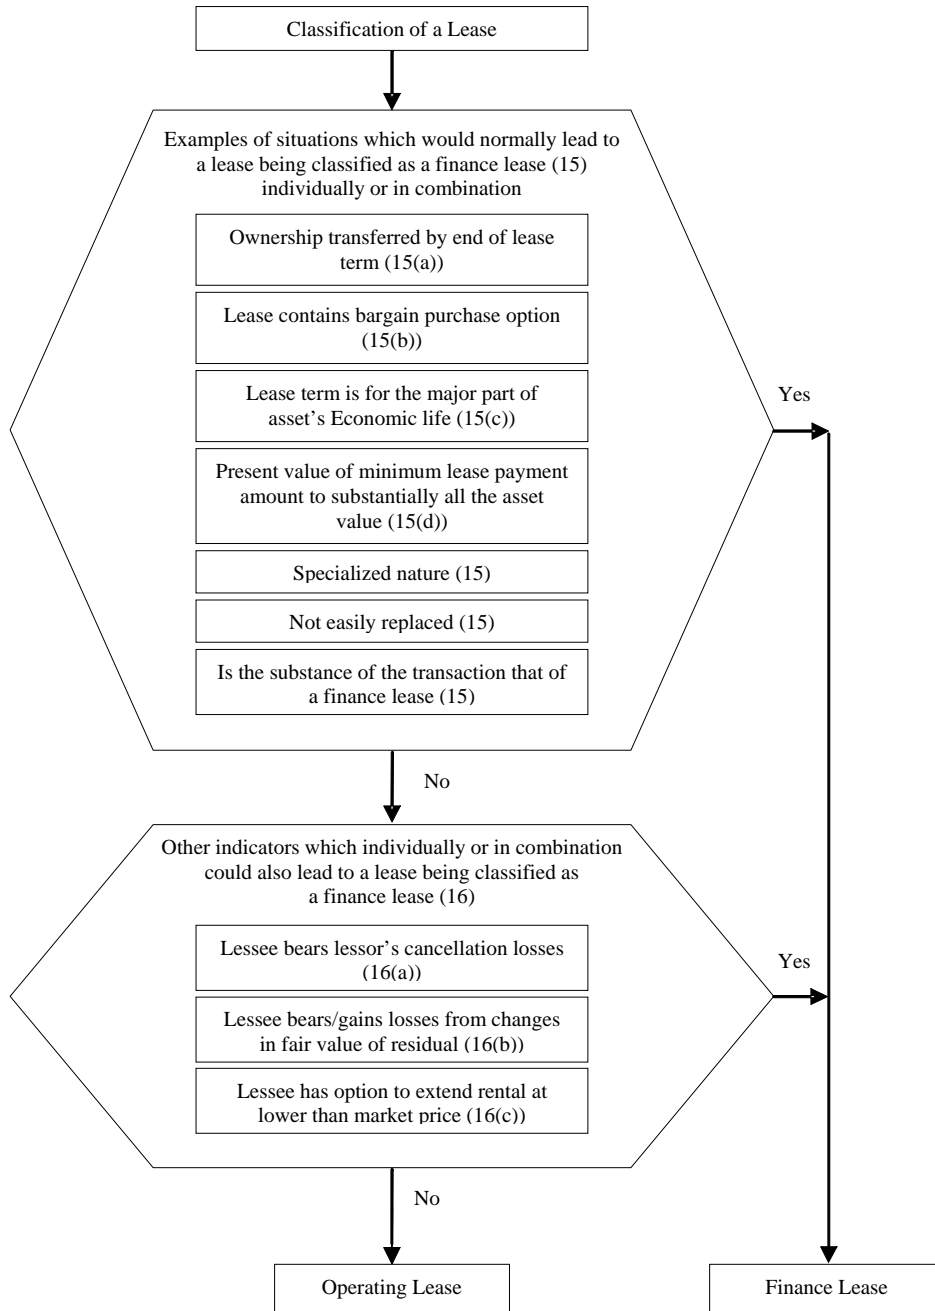 Classification of a Lease
Examples of situations which would normally lead to
a lease being classified as a finance lease (15)
individually or in combination
Ownership transferred by end of lease
term (15(a))
Lease contains bargain purchase option
(15(b))
Lease term is for the major part of
asset's Economic life (15(c))
Yes
Present value of minimum lease payment
amount to substantially all the asset
value (15(d))
Specialized nature (15)
Not easily replaced (15)
Is the substance of the transaction that of
a finance lease (15)
No
Other indicators which individually or in combination
could also lead to a lease being classified as
a finance lease (16)
Lessee bears lessor's cancellation losses
(16(a))
Yes
Lessee bears/gains losses from changes
in fair value of residual (16(b))
Lessee has option to extend rental at
lower than market price (16(c))
No
Operating Lease
Finance Lease